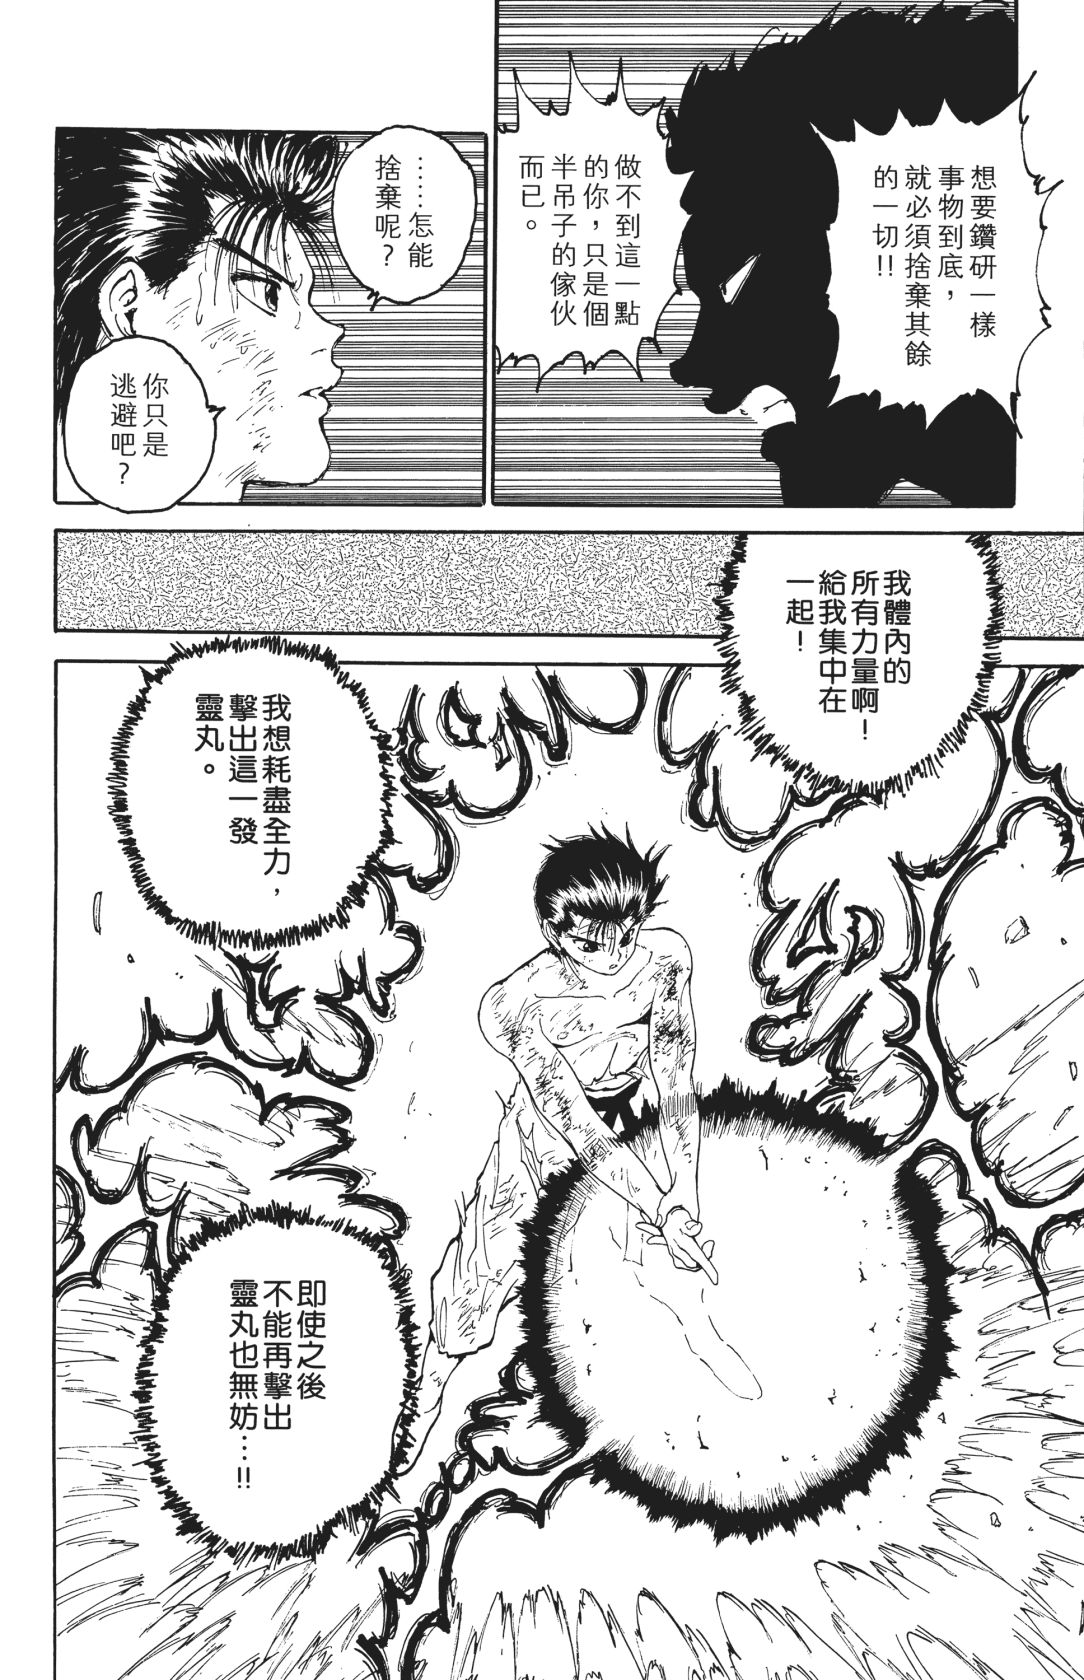 想要鑽研一樣
事物到底，
就必須捨棄其餘
的一切!!
做不到這一點
的你，只是個
半吊子的傢伙
而已。
……怎能
捨棄呢？
你只是
逃避吧？
我體內的
所有力量啊！
給我集中在
一起！
我想耗盡全力，
擊出這一發
靈丸。
即使之後
不能再擊出
靈丸也無妨…!!